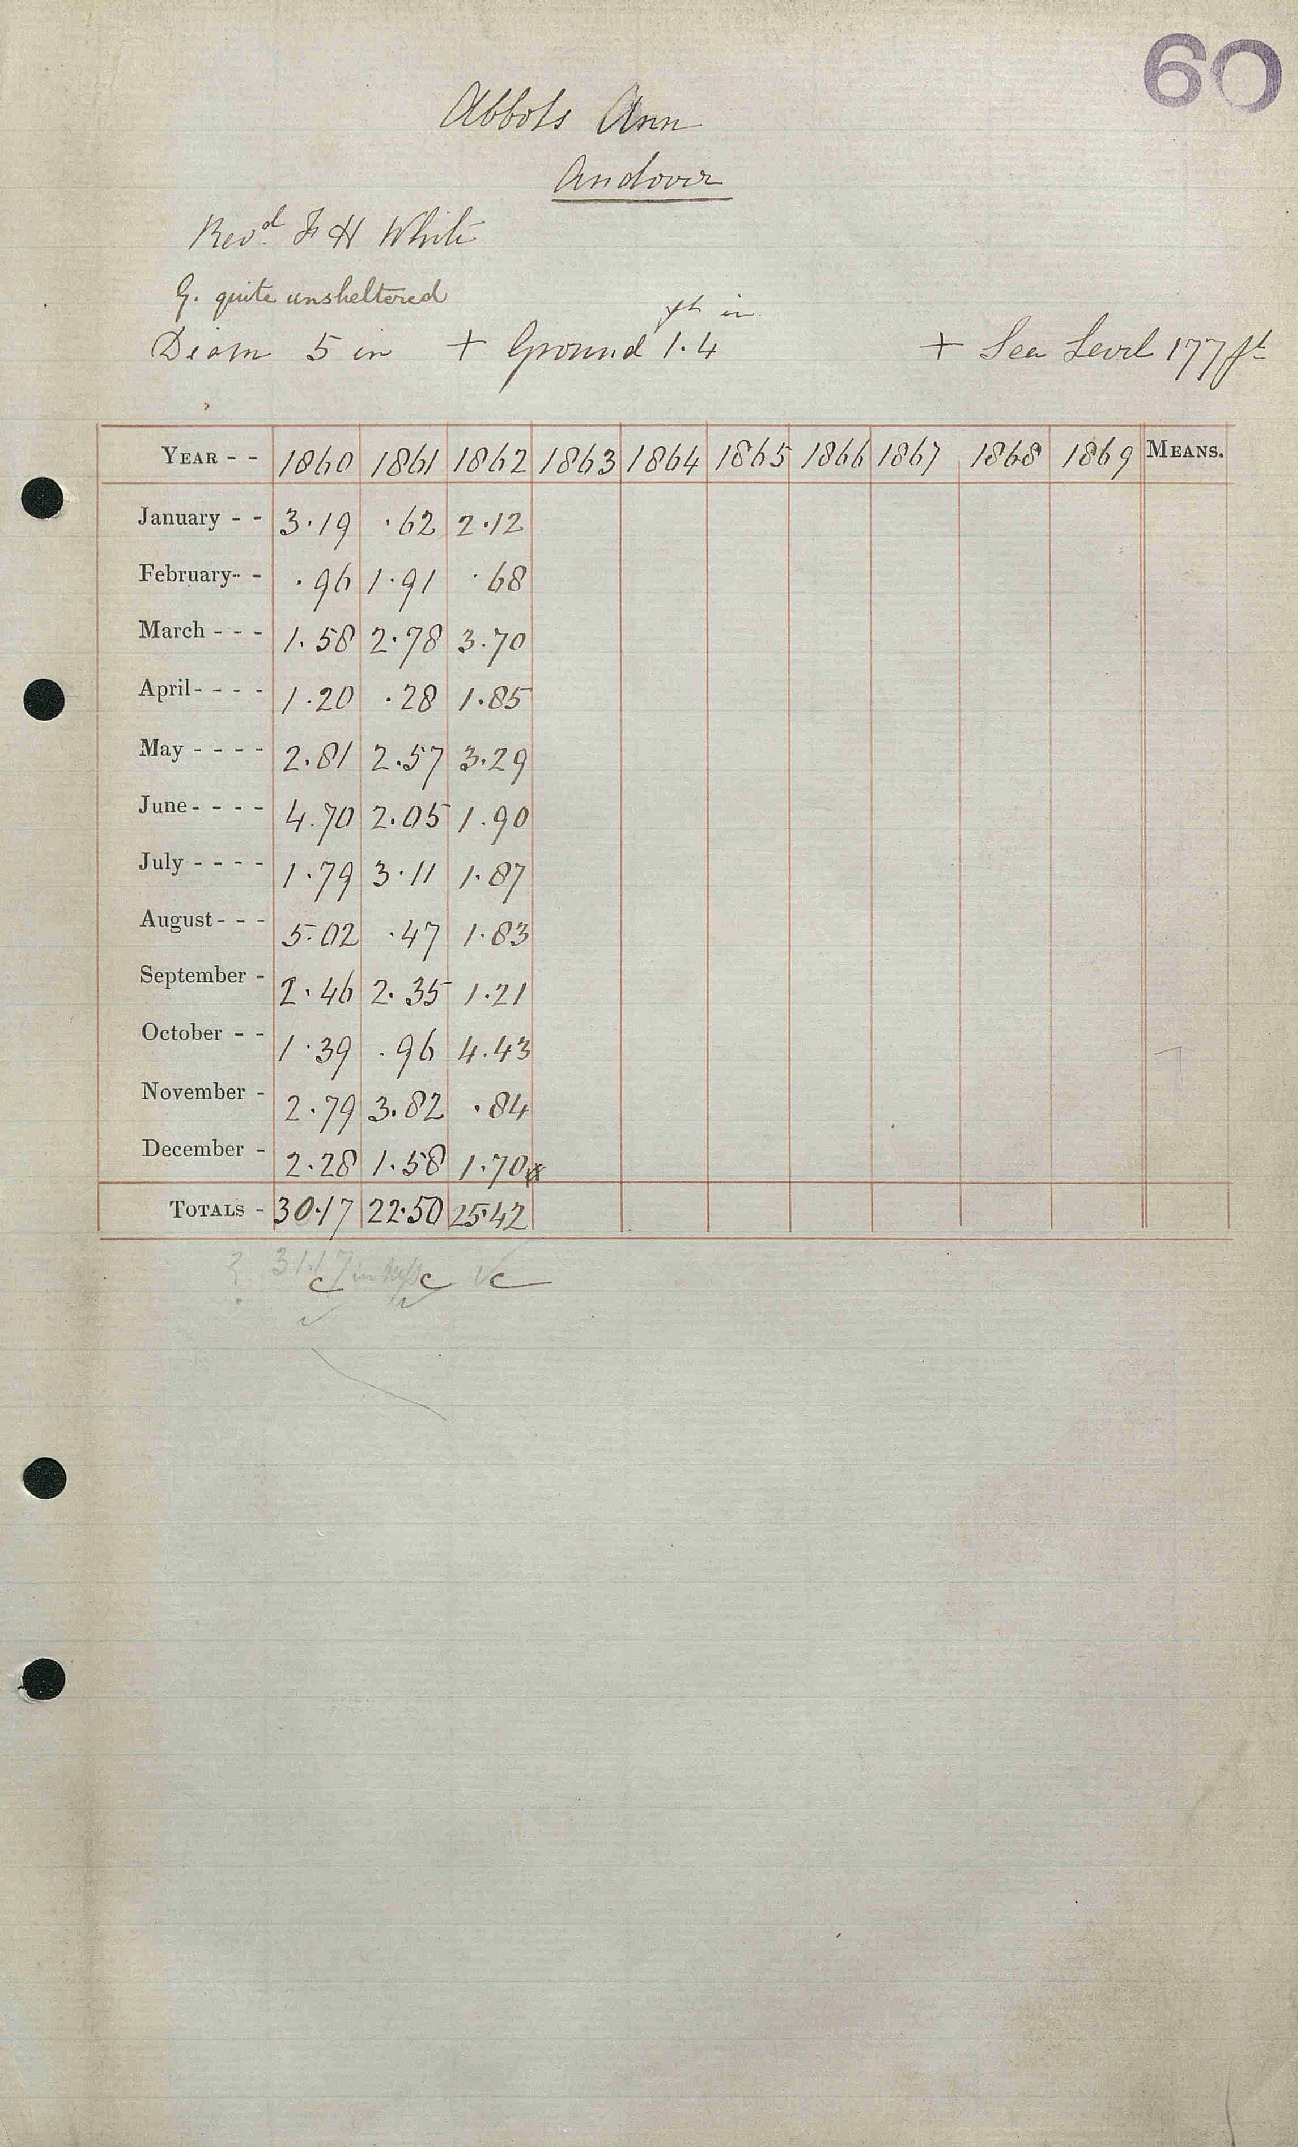 60
Abbots Ann
Andover
Revd. F H White
G. quite unsheltered
Diam 5 in + Ground 1 ft. 4 in + Sea Level 177 ft
YEAR - - 1860 1861 1862 1863 1864 1865 1866 1867 1868 1869 MEANS.
January - - 3.19 .62 2.12
February - - .96 1.91 .68
March - - - 1.58 2.78 3.70
April - - - - 1.20 .28 1.85
May - - - - 2.81 2.57 3.29
June - - - - 4.70 2.05 1.90
July - - - - 1.79 3.11 1.87
August - - - 5.02 .47 1.83
September - 2.46 2.35 1.21
October - - 1.39 .96 4.43
November - 2.79 3.82 .84
December - 2.28 1.58 1.70
TOTALS - 30.17 22.50 25.42
? 31.17 in
c c c